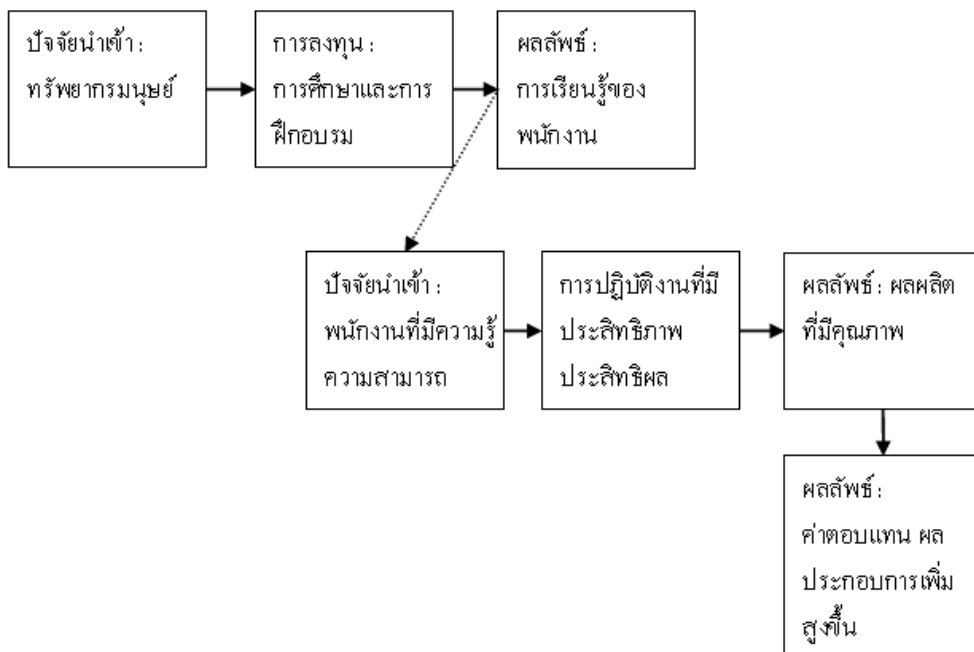 ปัจจัยนำเข้า :
ทรัพยากรมนุษย์
การลงทุน :
การศึกษาและการ
ฝึกอบรม
ผลลัพธ์ :
การเรียนรู้ของ
พนักงาน
ปัจจัยนำเข้า :
พนักงานที่มีความรู้
ความสามารถ
การปฏิบัติงานที่มี
ประสิทธิภาพ
ประสิทธิผล
ผลลัพธ์ : ผลผลิต
ที่มีคุณภาพ
ผลลัพธ์ :
ค่าตอบแทน ผล
ประกอบการเพิ่ม
สูงขึ้น